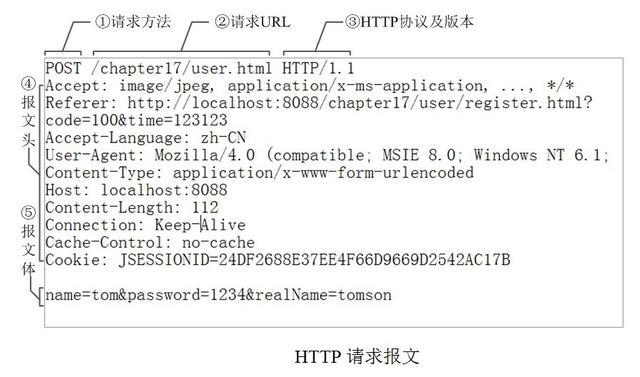 ①请求方法 ②请求URL ③HTTP协议及版本
POST /chapter17/user.html HTTP/1.1
④报文头
Accept: image/jpeg, application/x-ms-application, ..., */*
Referer: http://localhost:8088/chapter17/user/register.html?
code=100&time=123123
Accept-Language: zh-CN
User-Agent: Mozilla/4.0 (compatible; MSIE 8.0; Windows NT 6.1;
Content-Type: application/x-www-form-urlencoded
Host: localhost:8088
Content-Length: 112
Connection: Keep-Alive
Cache-Control: no-cache
Cookie: JSESSIONID=24DF2688E37EE4F66D9669D2542AC17B
⑤报文体
name=tom&password=1234&realName=tomson
HTTP 请求报文